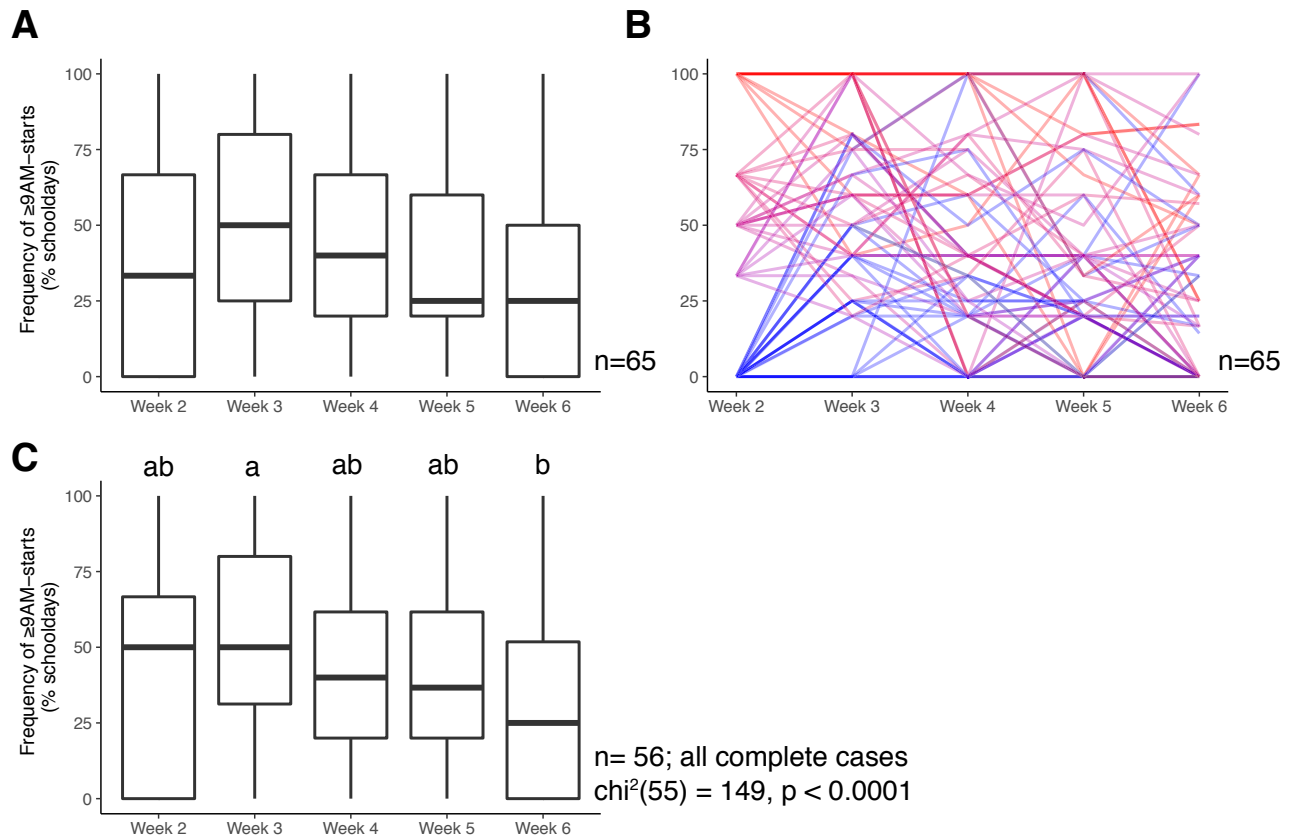 A
Frequency of ≥9AM−starts
(% schooldays)
100
75
50
25
0
Week 2 Week 3 Week 4 Week 5 Week 6
n=65
B
100
75
50
25
0
Week 2 Week 3 Week 4 Week 5 Week 6
n=65
C
ab a ab ab b
Frequency of ≥9AM−starts
(% schooldays)
100
75
50
25
0
Week 2 Week 3 Week 4 Week 5 Week 6
n= 56; all complete cases
chi²(55) = 149, p < 0.0001